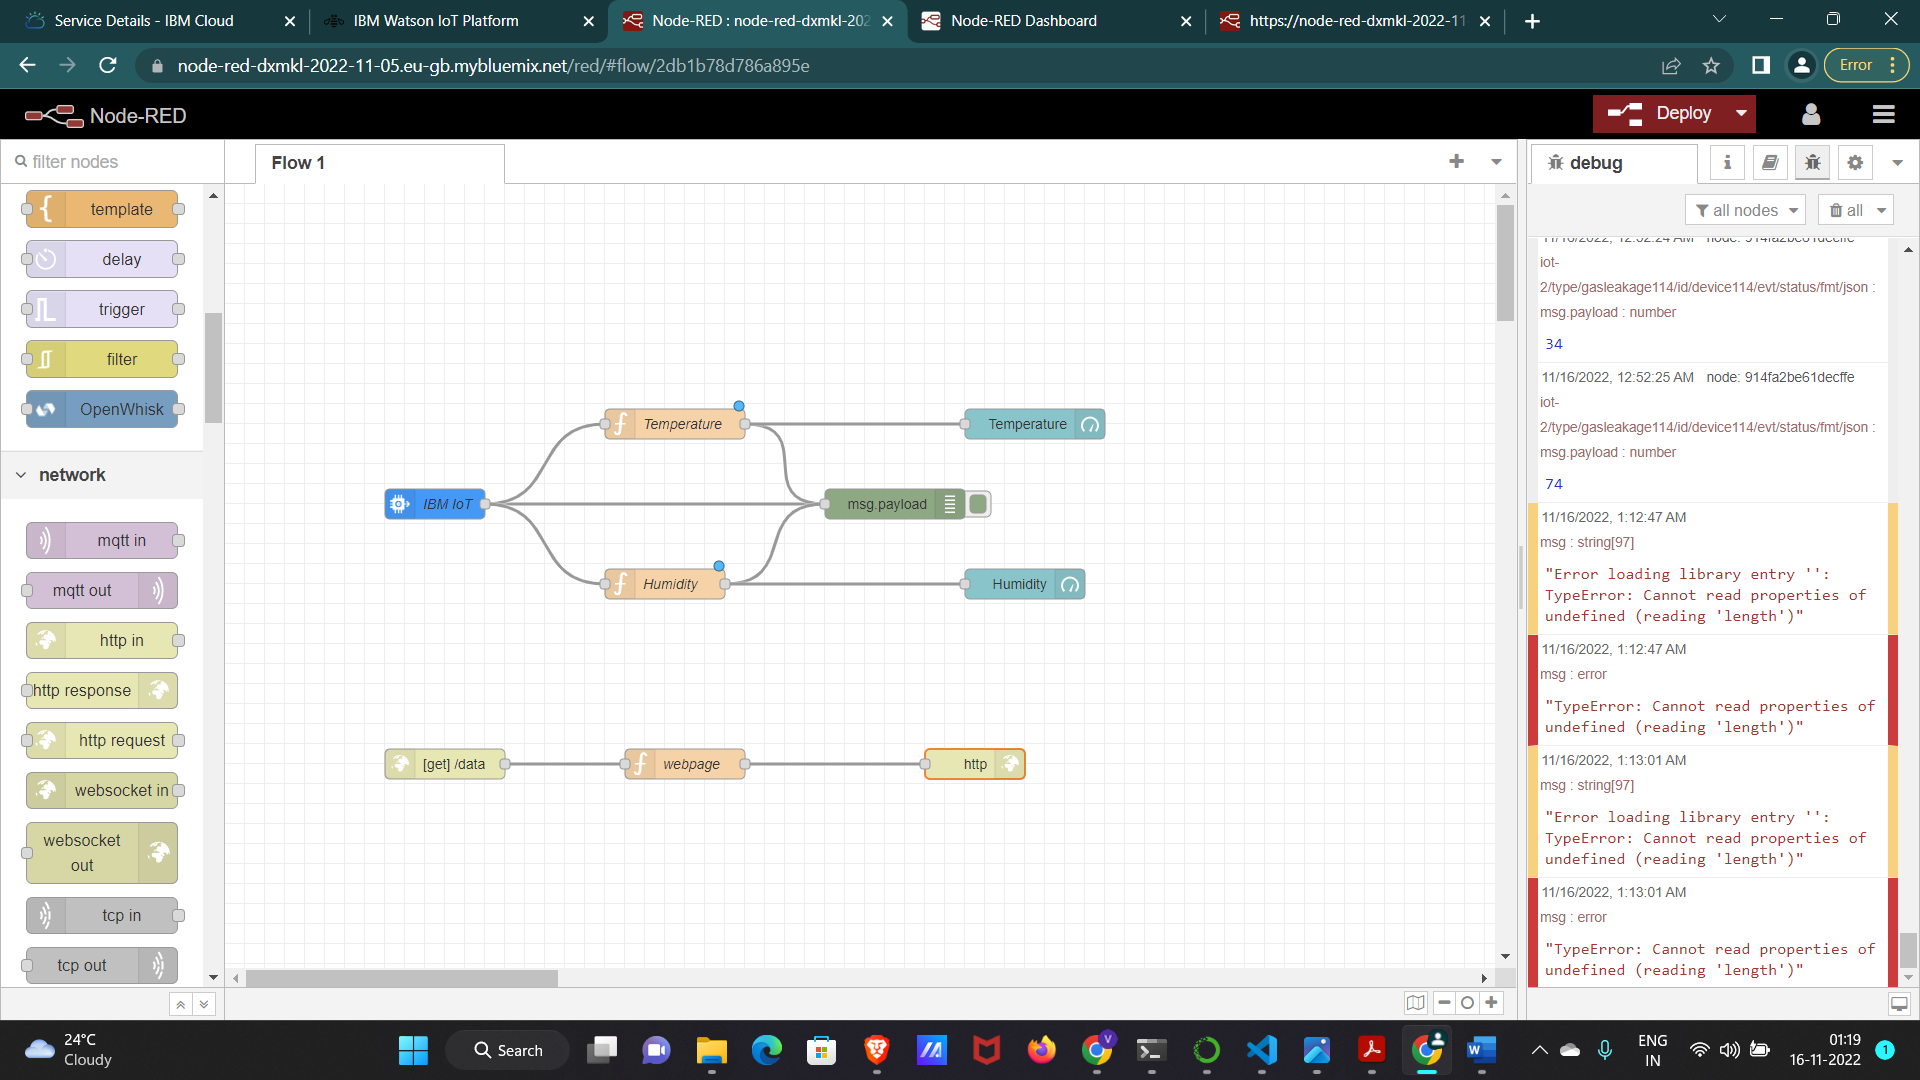 Service Details - IBM Cloud
IBM Watson IoT Platform
Node-RED : node-red-dxmkl-202
Node-RED Dashboard
https://node-red-dxmkl-2022-11
node-red-dxmkl-2022-11-05.eu-gb.mybluemix.net/red/#flow/2db1b78d786a895e
Error
Node-RED
Deploy
filter nodes
Flow 1
debug
all nodes
all
template
delay
trigger
filter
OpenWhisk
network
mqtt in
mqtt out
http in
http response
http request
websocket in
websocket
out
tcp in
tcp out
Temperature
Temperature
IBM IoT
msg.payload
Humidity
Humidity
[get] /data
webpage
http
11/16/2022, 12:52:24 AM node: 914fa2be61decffe
iot-
2/type/gasleakage114/id/device114/evt/status/fmt/json :
msg.payload : number
34
11/16/2022, 12:52:25 AM node: 914fa2be61decffe
iot-
2/type/gasleakage114/id/device114/evt/status/fmt/json :
msg.payload : number
74
11/16/2022, 1:12:47 AM
msg : string[97]
"Error loading library entry '':
TypeError: Cannot read properties of
undefined (reading 'length')"
11/16/2022, 1:12:47 AM
msg : error
"TypeError: Cannot read properties of
undefined (reading 'length')"
11/16/2022, 1:13:01 AM
msg : string[97]
"Error loading library entry '':
TypeError: Cannot read properties of
undefined (reading 'length')"
11/16/2022, 1:13:01 AM
msg : error
"TypeError: Cannot read properties of
undefined (reading 'length')"
24°C
Cloudy
Search
V
ENG
IN
01:19
16-11-2022
1